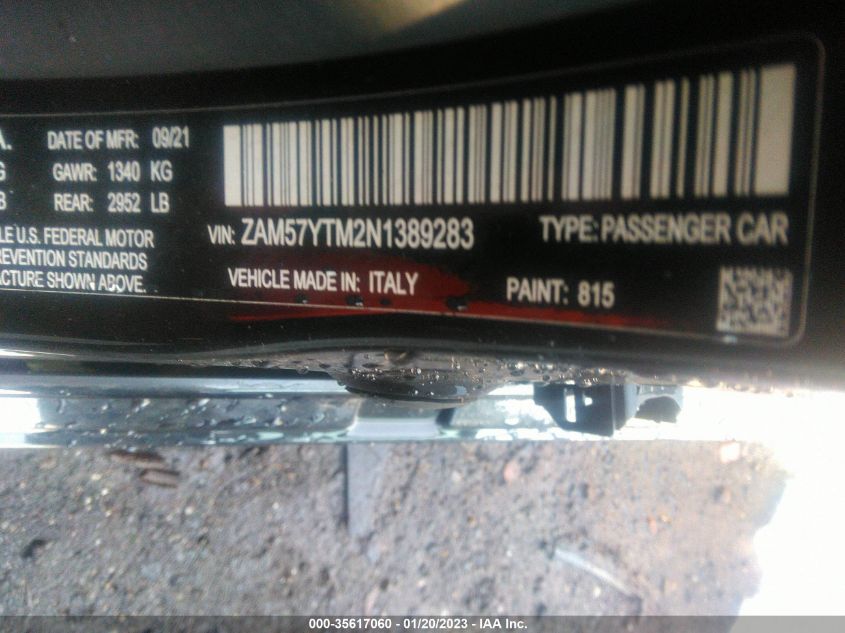 A. DATE OF MFR: 09/21
G GAWR: 1340 KG
B REAR: 2952 LB
LE U.S. FEDERAL MOTOR
EVENTION STANDARDS
ACTURE SHOWN ABOVE.
VIN: ZAM57YTM2N1389283 TYPE: PASSENGER CAR
VEHICLE MADE IN: ITALY PAINT: 815
000-35617060 - 01/20/2023 - IAA Inc.